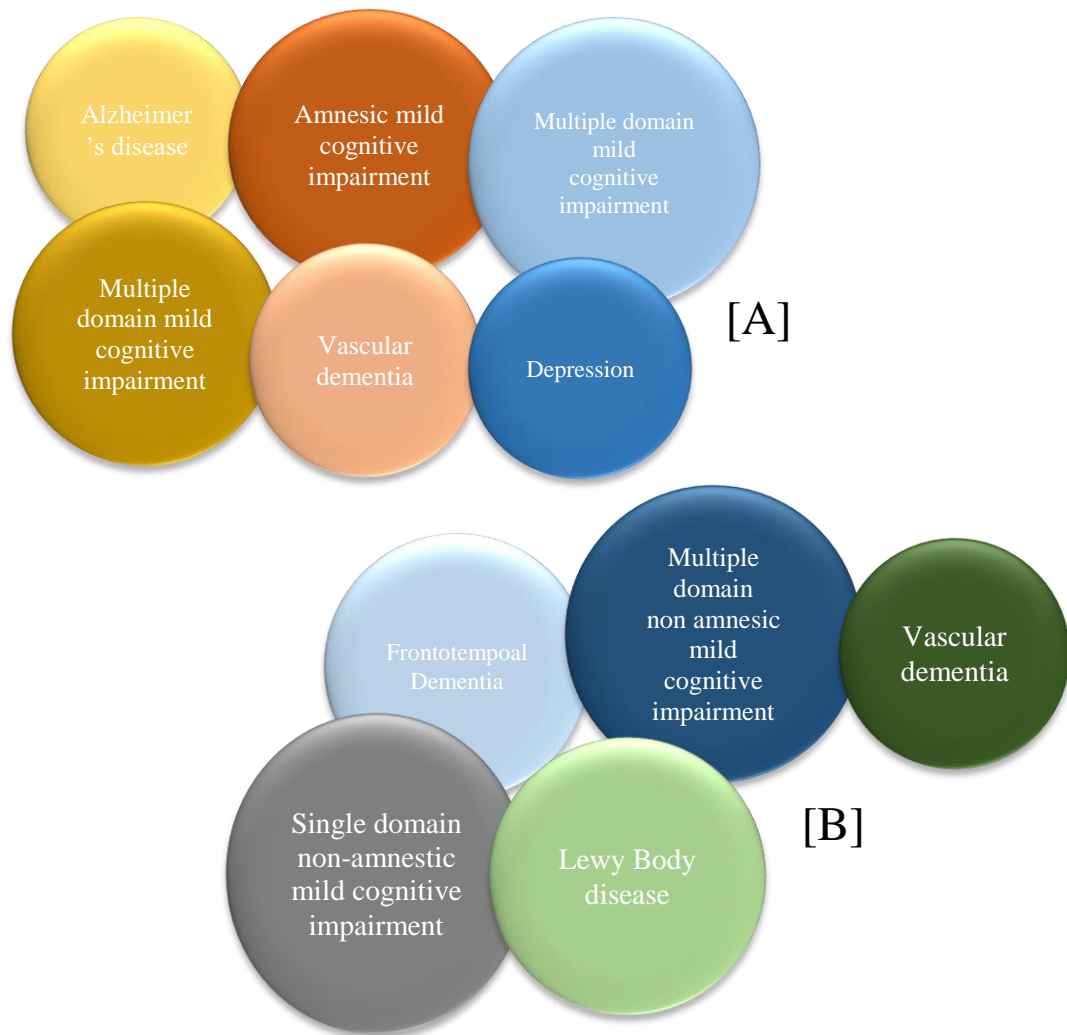 Alzheimer
's disease
Amnesic mild
cognitive
impairment
Multiple domain
mild
cognitive
impairment
Multiple
domain mild
cognitive
impairment
Vascular
dementia
Depression
[A]
Frontotempoal
Dementia
Multiple
domain
non amnesic
mild
cognitive
impairment
Vascular
dementia
Single domain
non-amnestic
mild cognitive
impairment
Lewy Body
disease
[B]